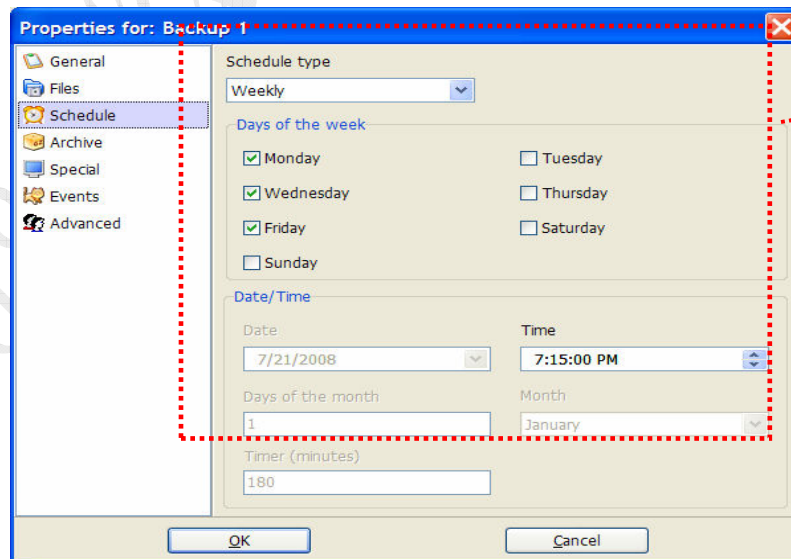 Properties for: Backup 1
General
Files
Schedule
Archive
Special
Events
Advanced
Schedule type
Weekly
Days of the week
Monday
Tuesday
Wednesday
Thursday
Friday
Saturday
Sunday
Date/Time
Date
Time
7/21/2008
7:15:00 PM
Days of the month
Month
1
January
Timer (minutes)
180
OK
Cancel